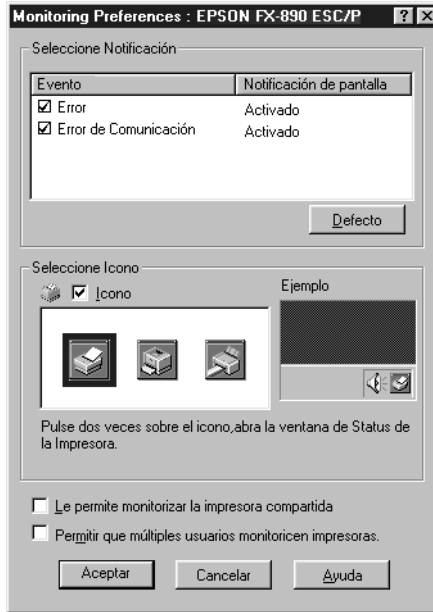 Monitoring Preferences : EPSON FX-890 ESC/P
Seleccione Notificación
Evento Notificación de pantalla
Error Activado
Error de Comunicación Activado
Defecto
Seleccione Icono
Icono
Ejemplo
Pulse dos veces sobre el icono,abra la ventana de Status de
la Impresora.
Le permite monitorizar la impresora compartida
Permitir que múltiples usuarios monitoricen impresoras.
Aceptar Cancelar Ayuda